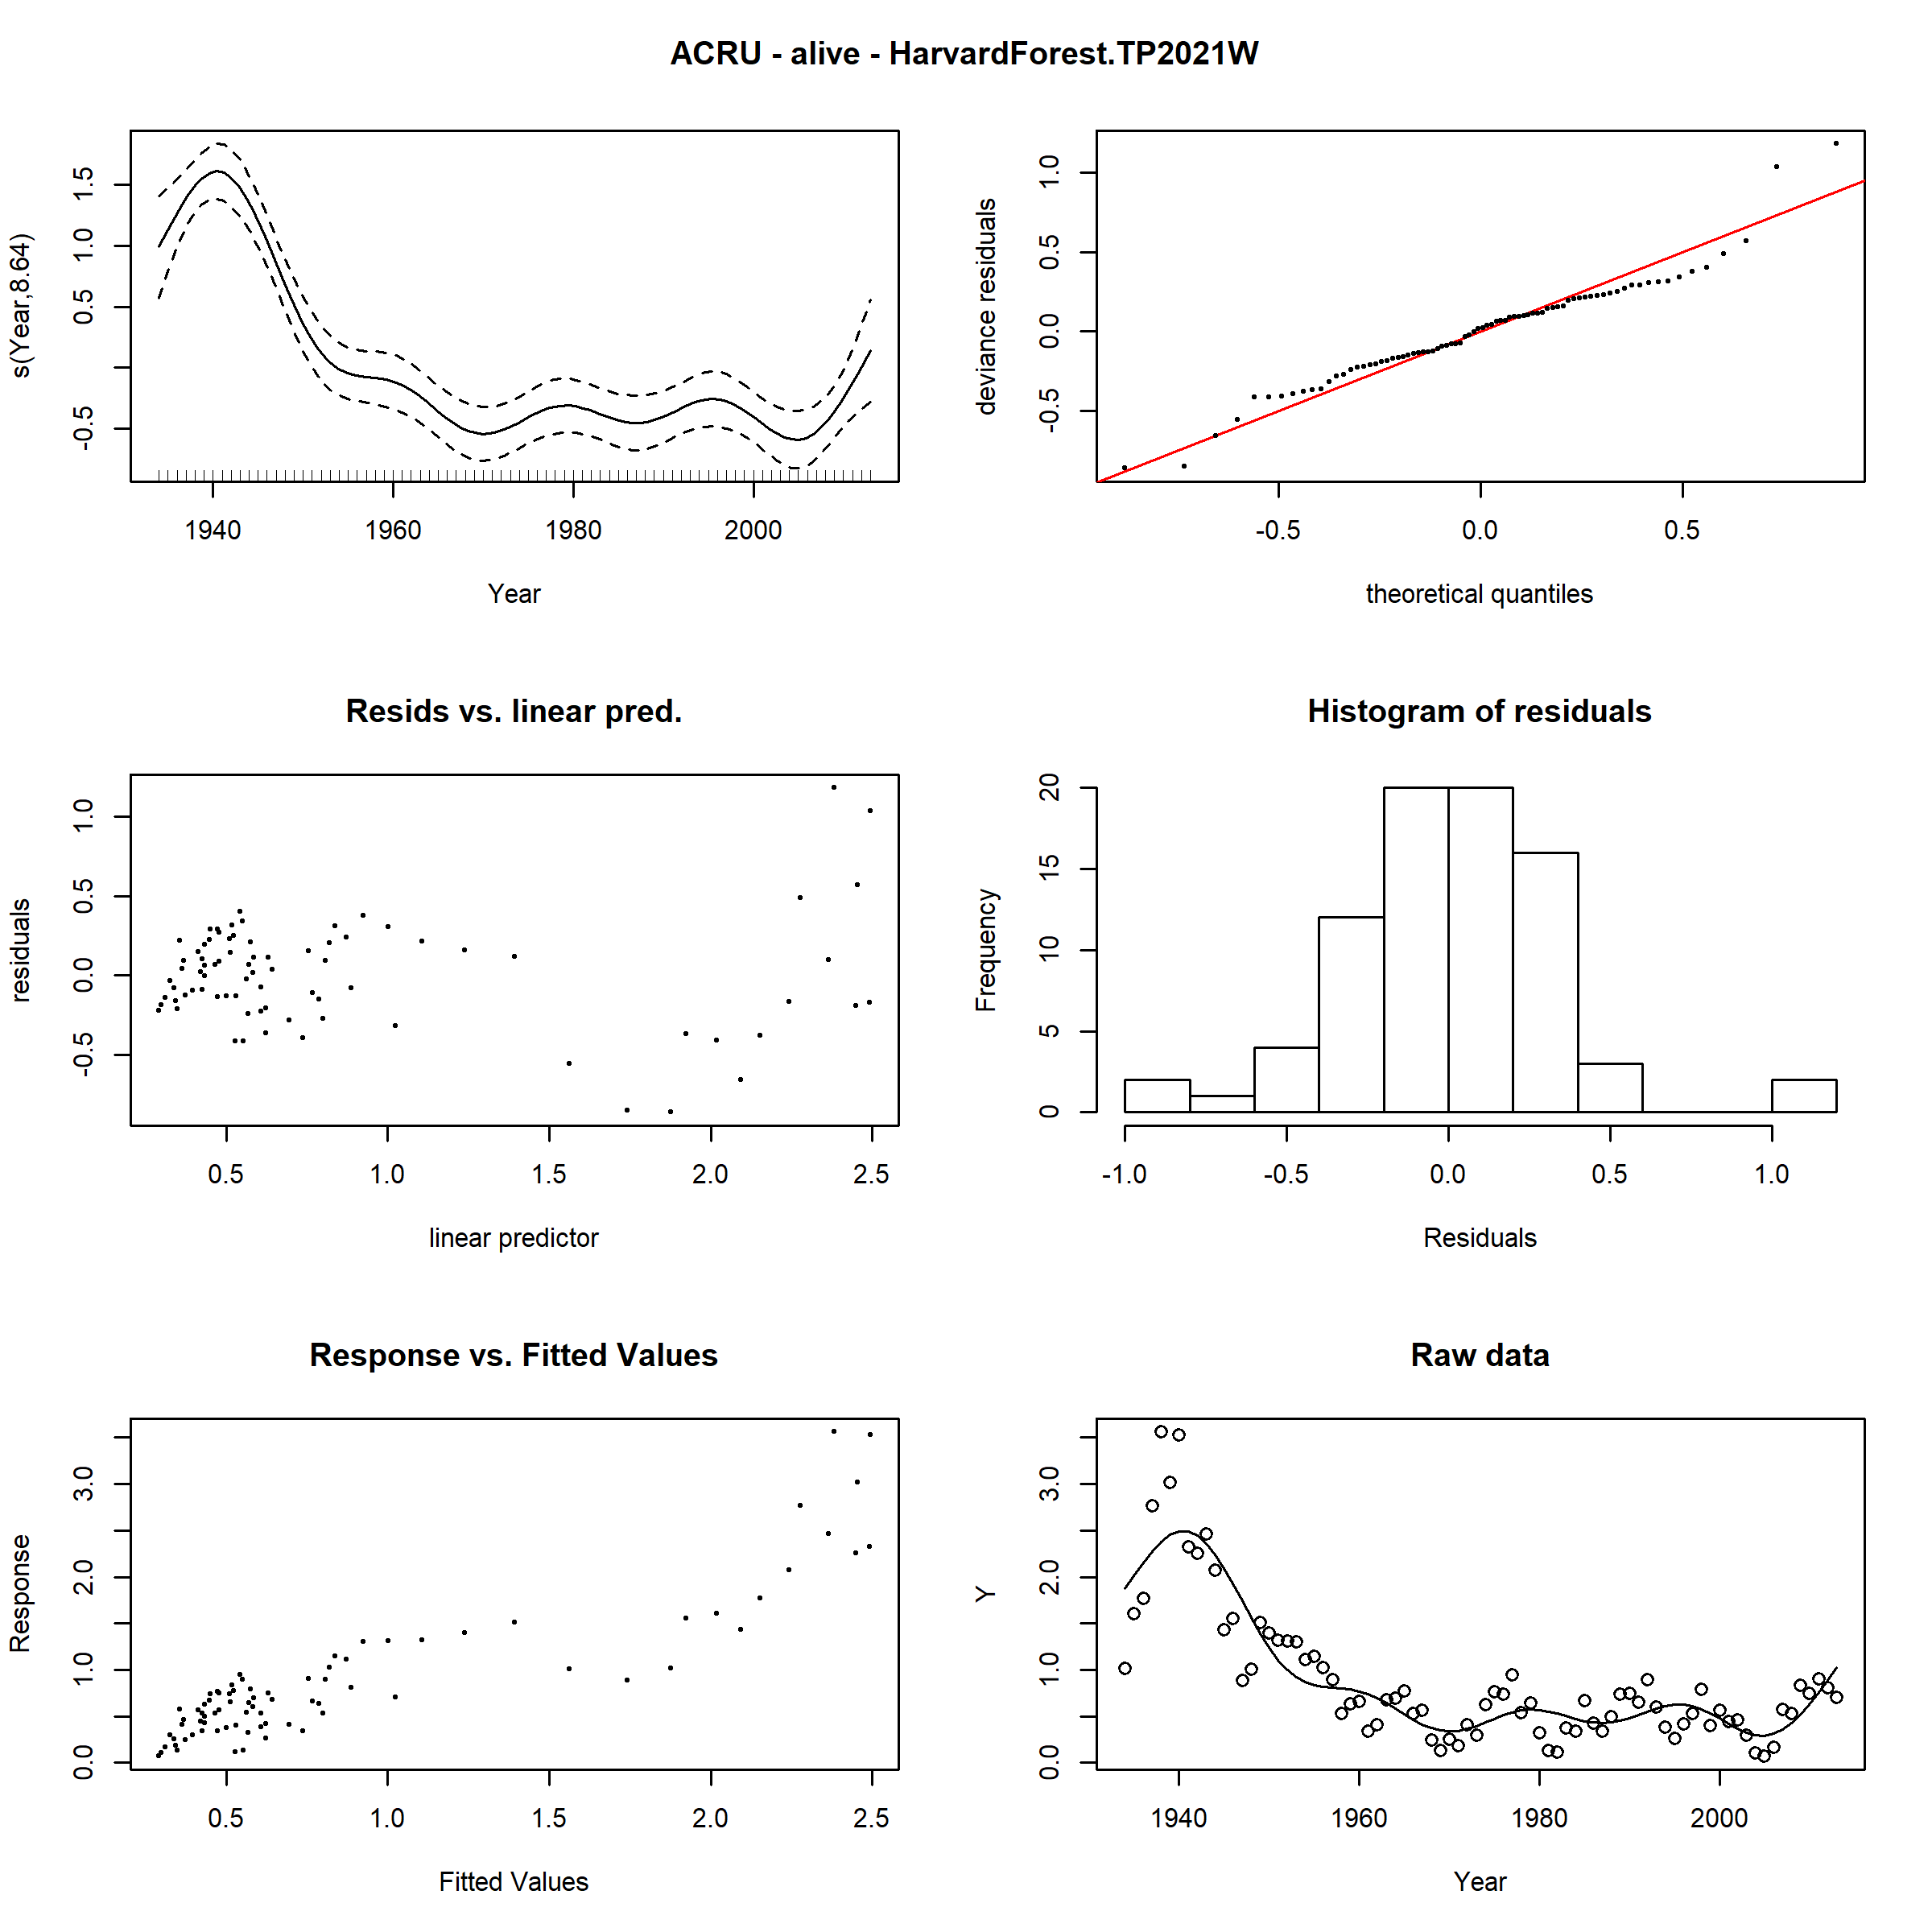 ACRU - alive - HarvardForest.TP2021W
s(Year,8.64)
-0.5 0.5 1.0 1.5
1940 1960 1980 2000
Year
deviance residuals
-0.5 0.0 0.5 1.0
-0.5 0.0 0.5
theoretical quantiles
Resids vs. linear pred.
residuals
-0.5 0.0 0.5 1.0
0.5 1.0 1.5 2.0 2.5
linear predictor
Histogram of residuals
Frequency
0 5 10 15 20
-1.0 -0.5 0.0 0.5 1.0
Residuals
Response vs. Fitted Values
Response
0.0 1.0 2.0 3.0
0.5 1.0 1.5 2.0 2.5
Fitted Values
Raw data
Y
0.0 1.0 2.0 3.0
1940 1960 1980 2000
Year